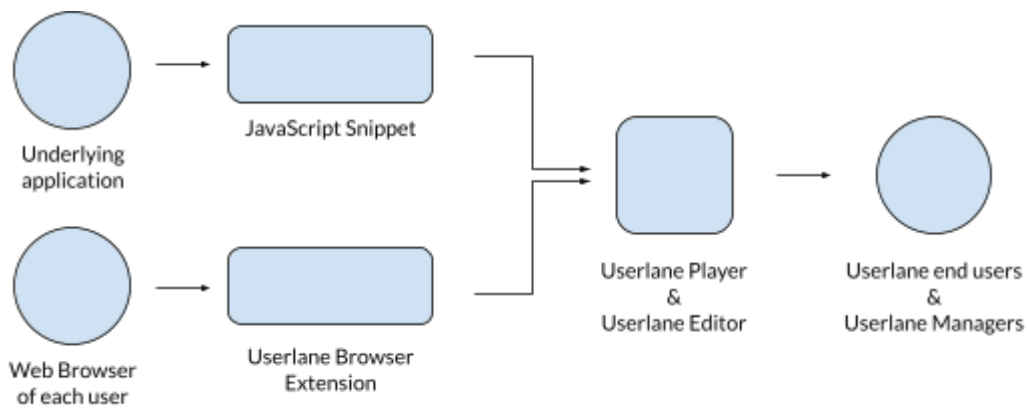 Underlying
application
JavaScript Snippet
Web Browser
of each user
Userlane Browser
Extension
Userlane Player
&
Userlane Editor
Userlane end users
&
Userlane Managers